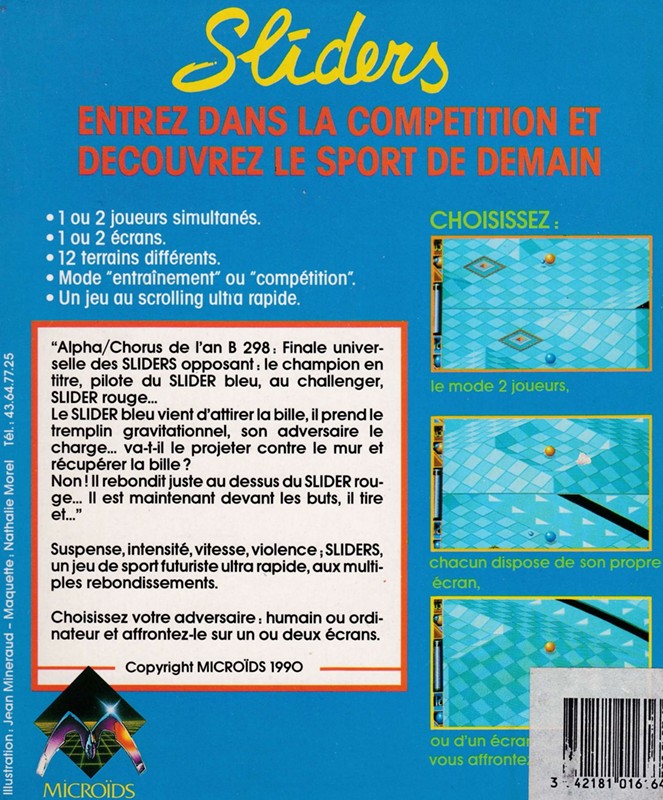 Sliders
ENTREZ DANS LA COMPETITION ET
DECOUVREZ LE SPORT DE DEMAIN
• 1 ou 2 joueurs simultanés.
• 1 ou 2 écrans.
• 12 terrains différents.
• Mode "entraînement" ou "compétition".
• Un jeu au scrolling ultra rapide.
"Alpha/Chorus de l'an B 298 : Finale univer-
selle des SLIDERS opposant : le champion en
titre, pilote du SLIDER bleu, au challenger,
SLIDER rouge...
Le SLIDER bleu vient d'attirer la bille, il prend le
tremplin gravitationnel, son adversaire le
charge... va-t-il le projeter contre le mur et
récupérer la bille ?
Non ! Il rebondit juste au dessus du SLIDER rou-
ge... Il est maintenant devant les buts, il tire
et..."
Suspense, intensité, vitesse, violence ; SLIDERS,
un jeu de sport futuriste ultra rapide, aux multi-
ples rebondissements.
Choisissez votre adversaire : humain ou ordi-
nateur et affrontez-le sur un ou deux écrans.
Copyright MICROÏDS 1990
MICROÏDS
CHOISISSEZ :
le mode 2 joueurs,
chacun dispose de son propre
écran,
ou d'un écran
vous affronte
3 42181 016 64
Illustration : Jean Mineraud - Maquette : Nathalie Morel Tél. : 43.64.77.25